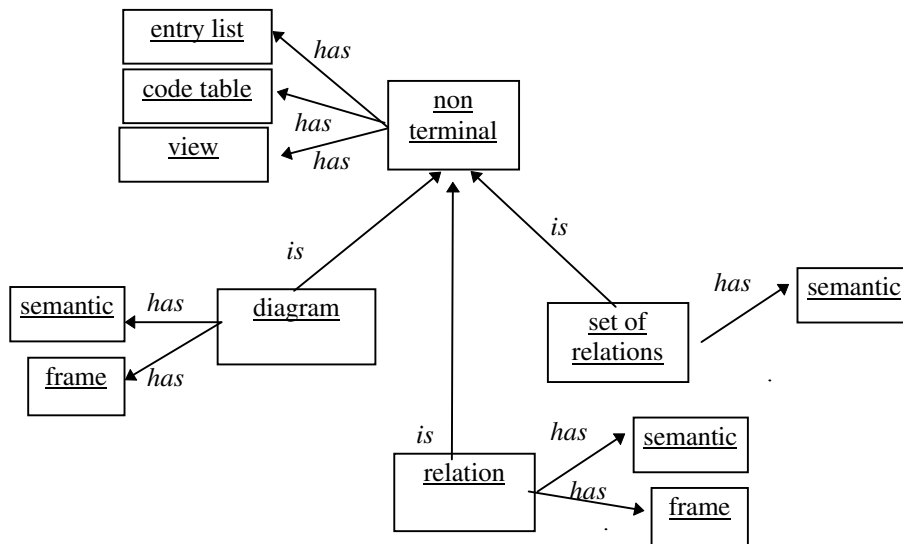 entry list
has
code table
non
terminal
has
view
has
is
is
semantic
has
diagram
has
semantic
set of
relations
frame
has
is
has
semantic
relation
has
frame